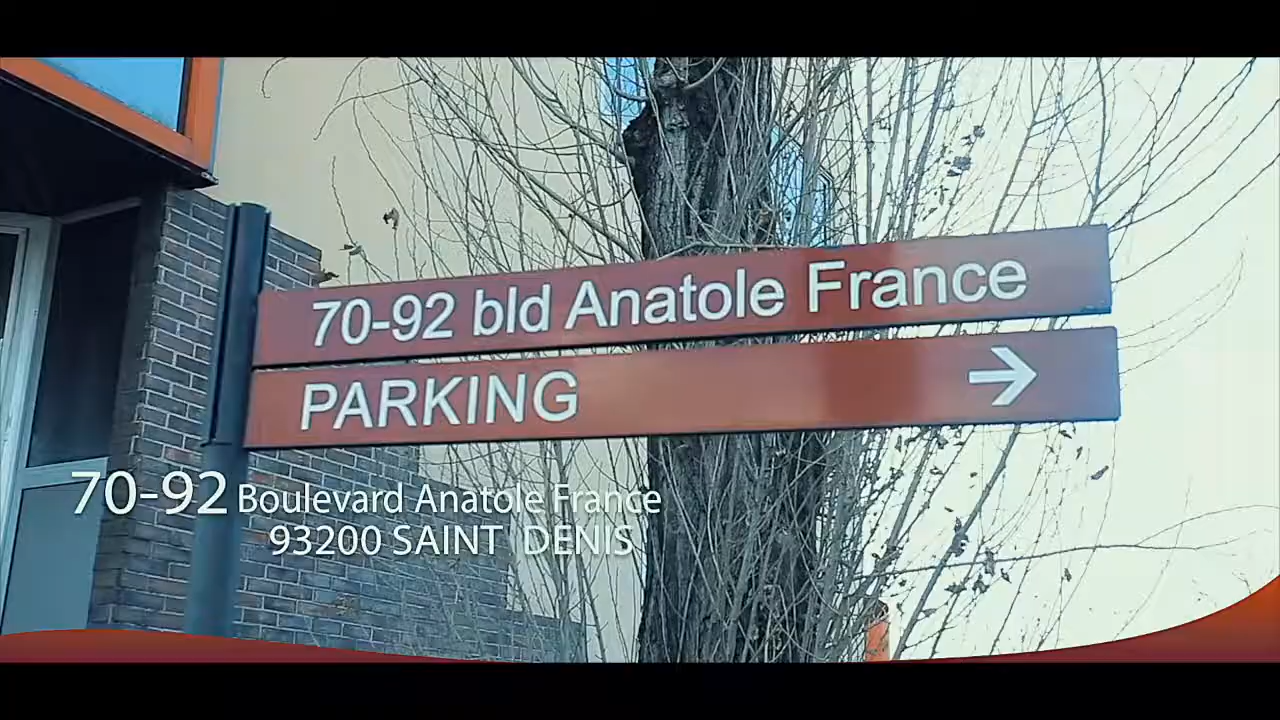 70-92 bld Anatole France
PARKING
70-92 Boulevard Anatole France
93200 SAINT DENIS